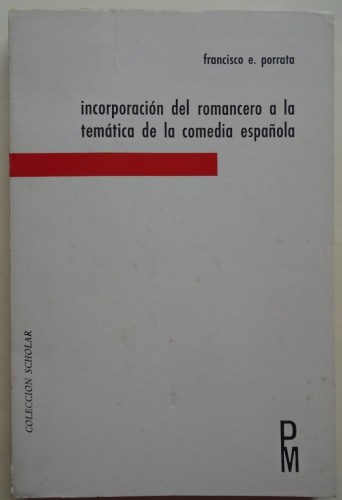 francisco e. porrata
incorporación del romancero a la
temática de la comedia española
COLECCION SCHOLAR
P
M